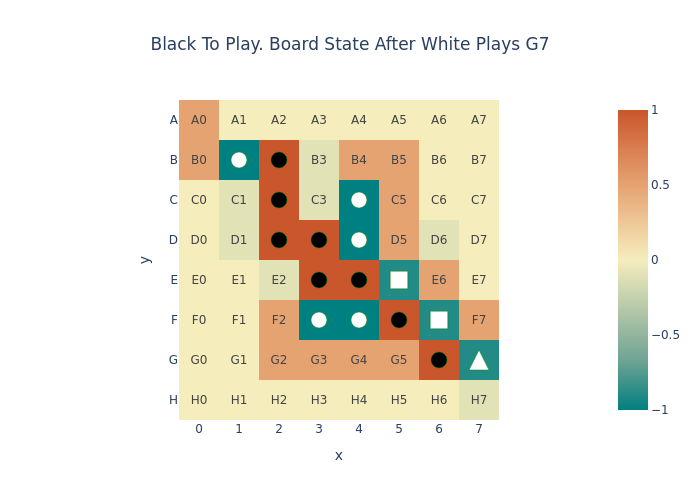 Black To Play. Board State After White Plays G7
A A0 A1 A2 A3 A4 A5 A6 A7
B B0 B3 B4 B5 B6 B7
C C0 C1 C3 C5 C6 C7
D D0 D1 D5 D6 D7
E E0 E1 E2 E6 E7
F F0 F1 F2 F7
G G0 G1 G2 G3 G4 G5
H H0 H1 H2 H3 H4 H5 H6 H7
0 1 2 3 4 5 6 7
x
y
1
0.5
0
−0.5
−1